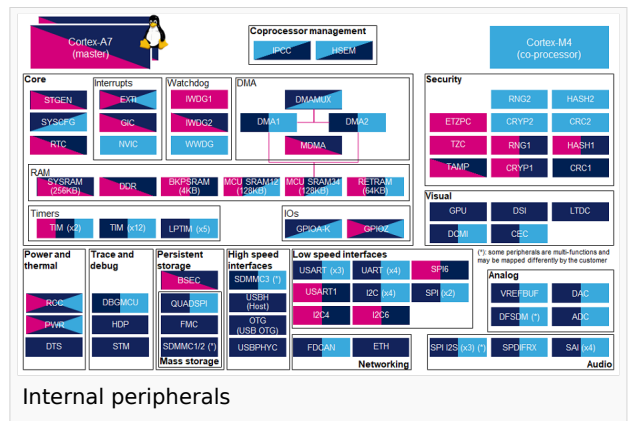 Cortex-A7
(master)
Coprocessor management
IPCC
HSEM
Cortex-M4
(co-processor)
Core
STGEN
SYSCFG
RTC
Interrupts
EXTI
GIC
NVIC
Watchdog
IWDG1
IWDG2
WWDG
DMA
DMAMUX
DMA1
DMA2
MDMA
Security
RNG2
HASH2
ETZPC
CRYP2
CRC2
TZC
RNG1
HASH1
TAMP
CRYP1
CRC1
RAM
SYSRAM
(256KB)
DDR
BKPSRAM
(4KB)
MCU SRAM12
(128KB)
MCU SRAM34
(128KB)
RETRAM
(64KB)
Timers
TIM (x2)
TIM (x12)
LPTIM (x5)
IOs
GPIOA-K
GPIOZ
Visual
GPU
DSI
LTDC
DCMI
CEC
Power and
thermal
RCC
PWR
DTS
Trace and
debug
DBGMCU
HDP
STM
Persistent
storage
BSEC
QUADSPI
FMC
SDMMC1/2 (*)
Mass storage
High speed
interfaces
SDMMC3 (*)
USBH
(Host)
OTG
(USB OTG)
USBPHYC
Low speed interfaces
USART (x3)
UART (x4)
SPI6
USART1
I2C (x4)
SPI (x2)
I2C4
I2C6
FDCAN
ETH
Networking
(*): some peripherals are multi-functions and
may be mapped differently by the customer
Analog
VREFBUF
DAC
DFSDM (*)
ADC
SPI I2S (x3) (*)
SPDIFRX
SAI (x4)
Audio
Internal peripherals